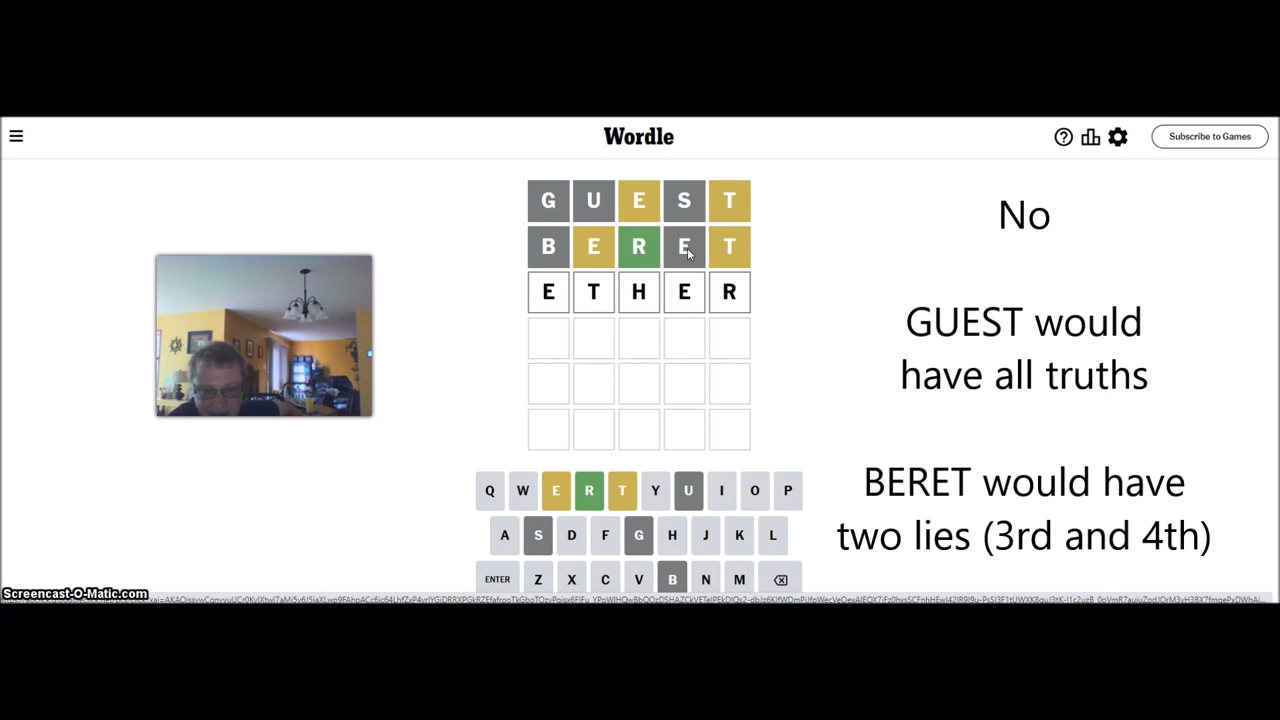 Wordle
Subscribe to Games
G U E S T
B E R E T
E T H E R
No
GUEST would
have all truths
BERET would have
two lies (3rd and 4th)
Q W E R T Y U I O P
A S D F G H J K L
ENTER Z X C V B N M
Screencast-O-Matic.com